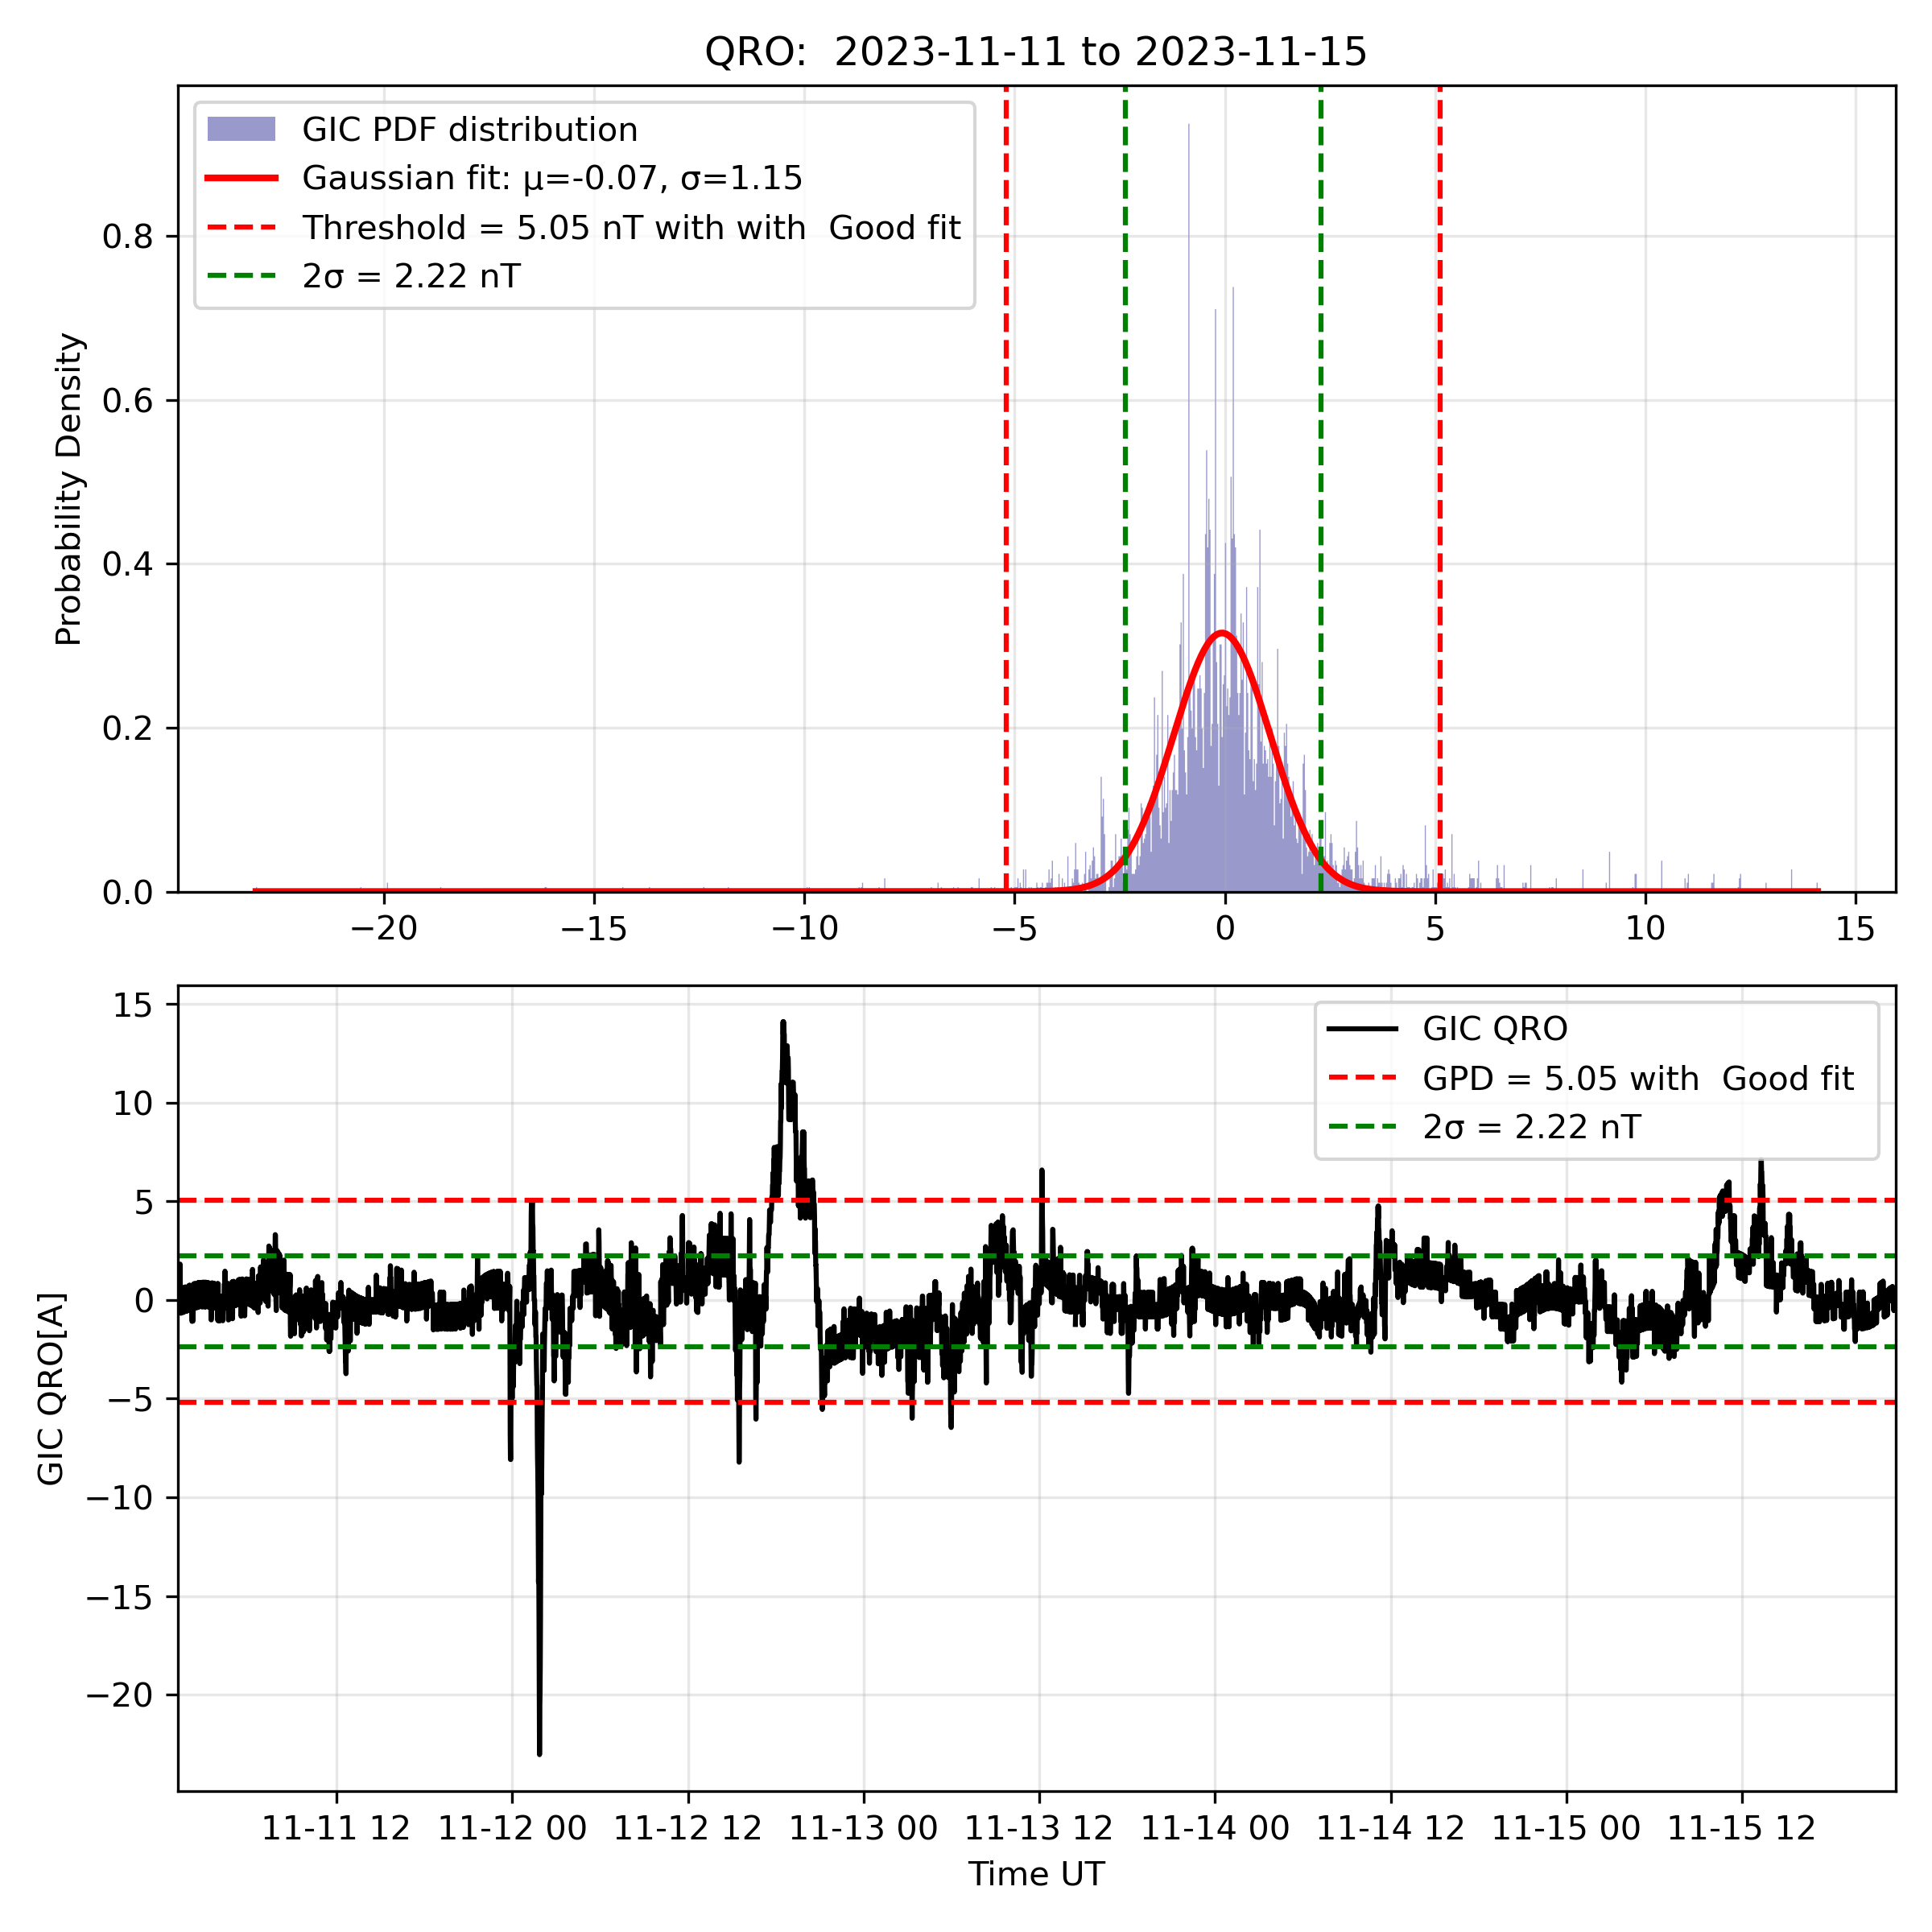 QRO:  2023-11-11 to 2023-11-15
GIC PDF distribution
Gaussian fit: μ=-0.07, σ=1.15
Threshold = 5.05 nT with with  Good fit
2σ = 2.22 nT
Probability Density
0.8
0.6
0.4
0.2
0.0
−20
−15
−10
−5
0
5
10
15
GIC QRO
GPD = 5.05 with  Good fit
2σ = 2.22 nT
GIC QRO[A]
15
10
5
0
−5
−10
−15
−20
11-11 12
11-12 00
11-12 12
11-13 00
11-13 12
11-14 00
11-14 12
11-15 00
11-15 12
Time UT